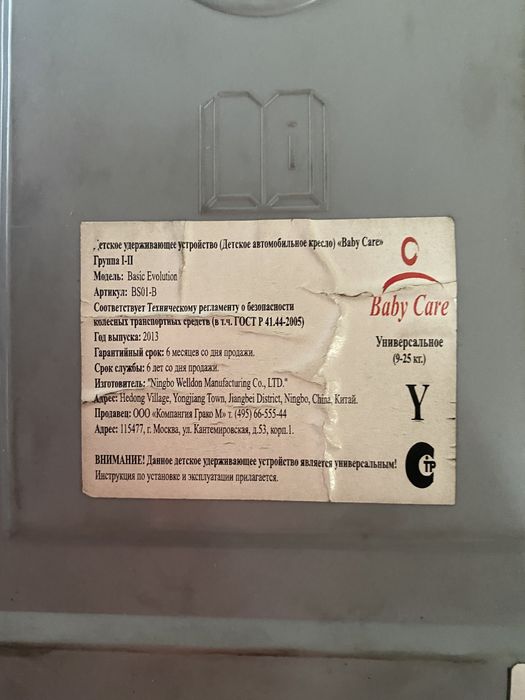 Детское удерживающее устройство (Детское автомобильное кресло) «Baby Care»
Группа I-II
Модель: Basic Evolution
Артикул: BS01-B
Соответствует Техническому регламенту о безопасности
колесных транспортных средств (в т.ч. ГОСТ Р 41.44-2005)
Год выпуска: 2013
Гарантийный срок: 6 месяцев со дня продажи.
Срок службы: 6 лет со дня продажи.
Изготовитель: "Ningbo Welldon Manufacturing Co., LTD."
Адрес: Hedong Village, Yongjiang Town, Jiangbei District, Ningbo, China, Китай.
Продавец: ООО «Компания Грако М» т. (495) 66-555-44
Адрес: 115477, г. Москва, ул. Кантемировская, д.53, корп.1.
ВНИМАНИЕ! Данное детское удерживающее устройство является универсальным!
Инструкция по установке и эксплуатации прилагается.
Baby Care
Универсальное
(9-25 кг.)
Y
СТР
i